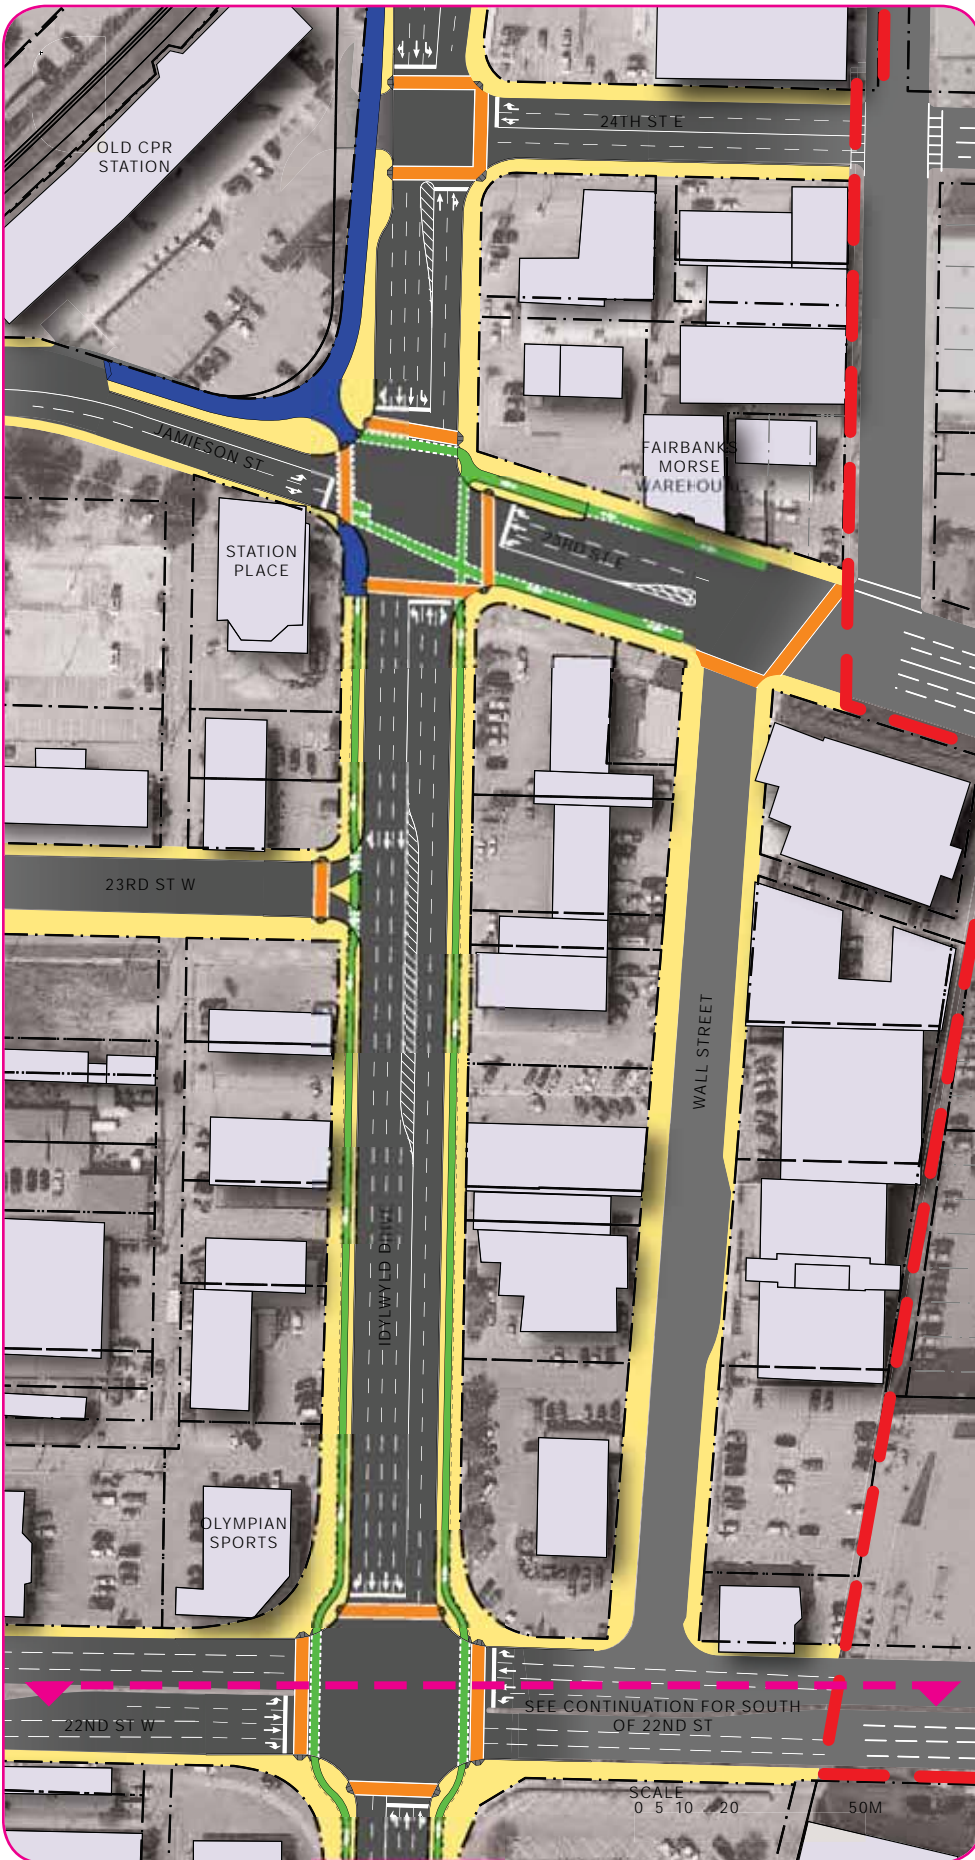 24TH ST E
OLD CPR
STATION
JAMIESON ST
FAIRBANKS
MORSE
WAREHOU
23RD ST E
STATION
PLACE
23RD ST W
WALL STREET
IDYLWYLD DRIVE
OLYMPIAN
SPORTS
SEE CONTINUATION FOR SOUTH
OF 22ND ST
22ND ST W
SCALE
0 5 10 20 50M